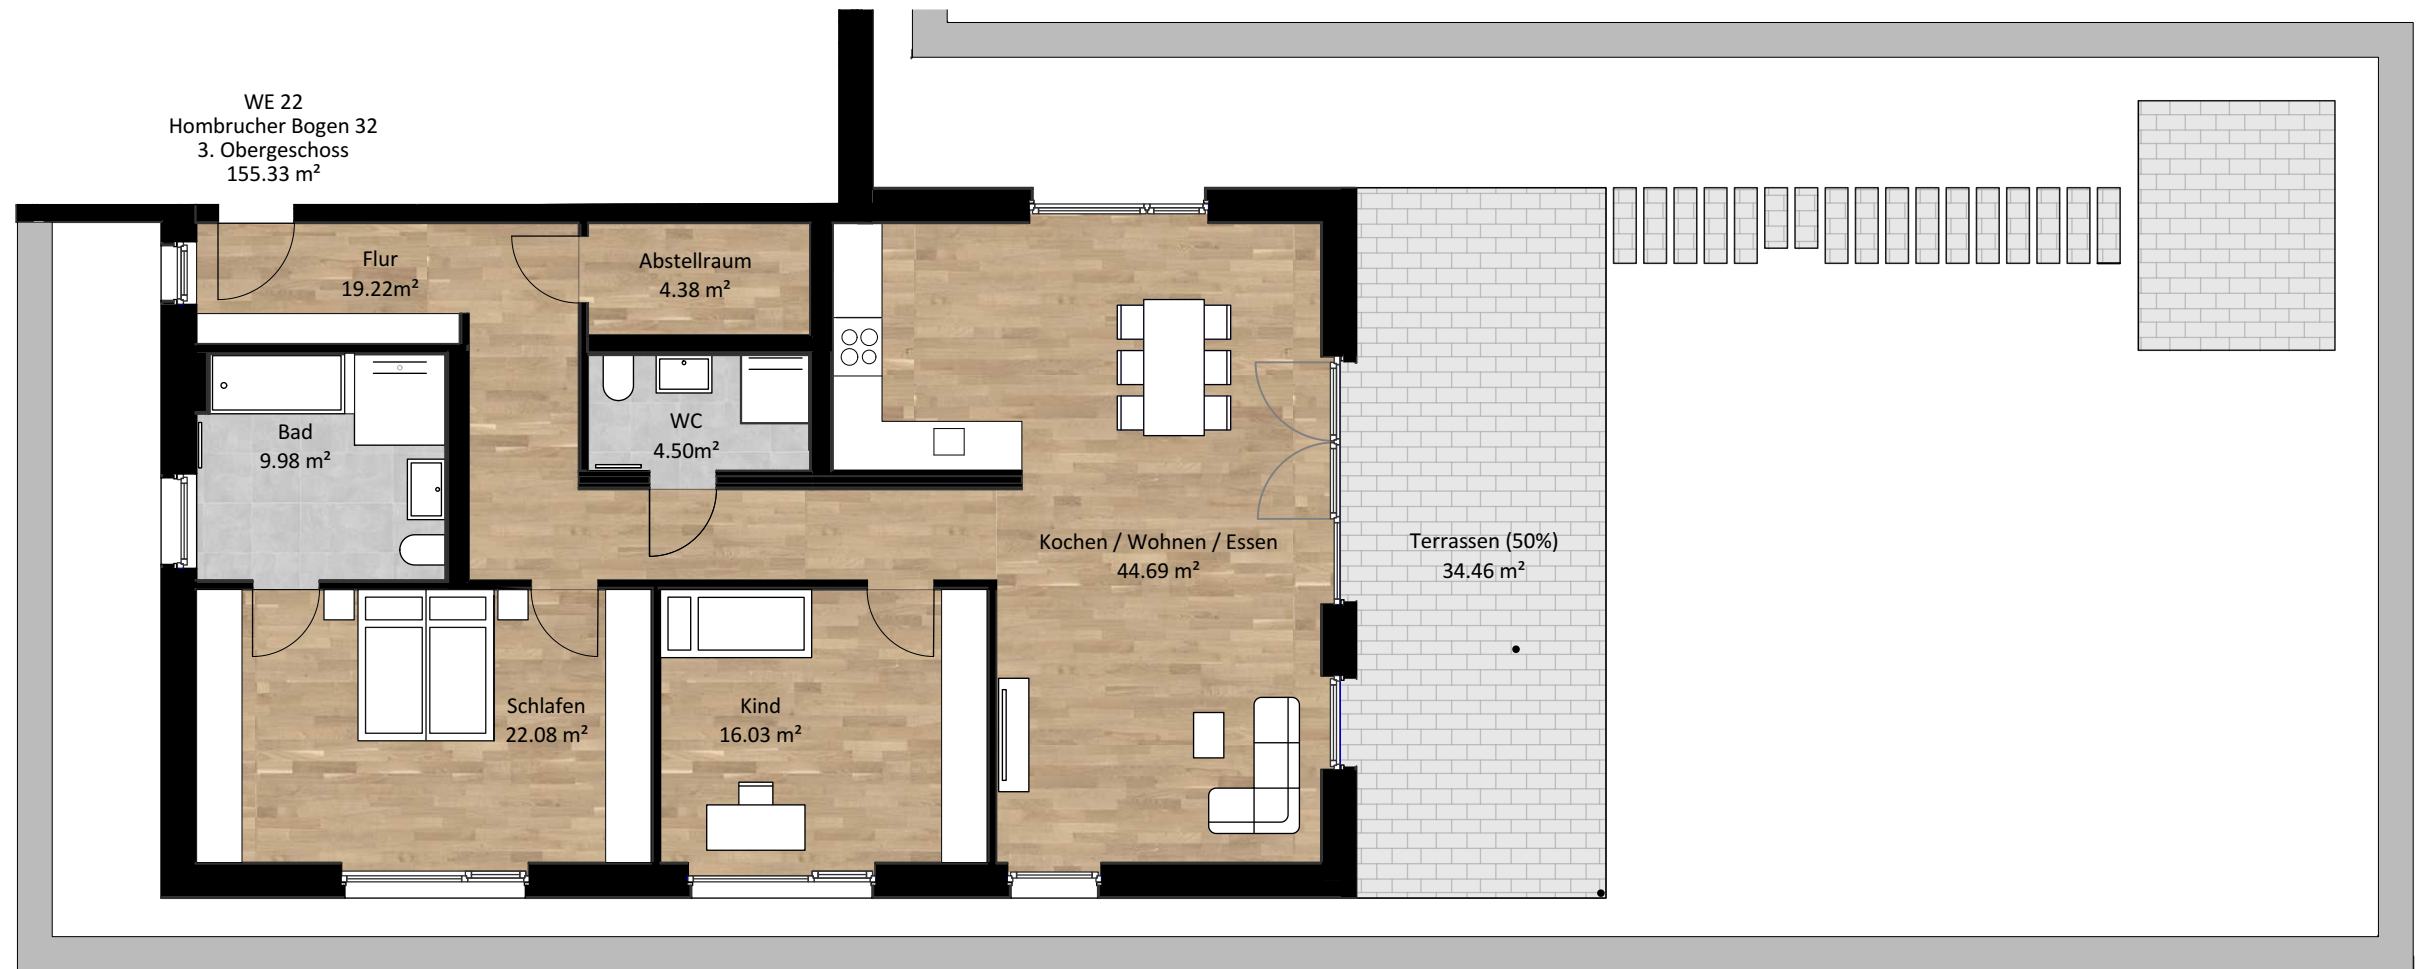 WE 22
Hombrucher Bogen 32
3. Obergeschoss
155.33 m²
Flur
19.22m²
Abstellraum
4.38 m²
Bad
9.98 m²
WC
4.50m²
Kochen / Wohnen / Essen
44.69 m²
Terrassen (50%)
34.46 m²
Schlafen
22.08 m²
Kind
16.03 m²